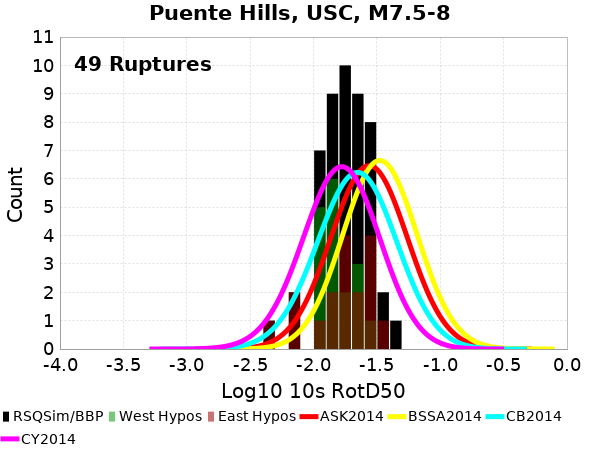 Puente Hills, USC, M7.5-8
49 Ruptures
Count
11
10
9
8
7
6
5
4
3
2
1
0
-4.0 -3.5 -3.0 -2.5 -2.0 -1.5 -1.0 -0.5 0.0
Log10 10s RotD50
RSQSim/BBP West Hypos East Hypos ASK2014 BSSA2014 CB2014
CY2014